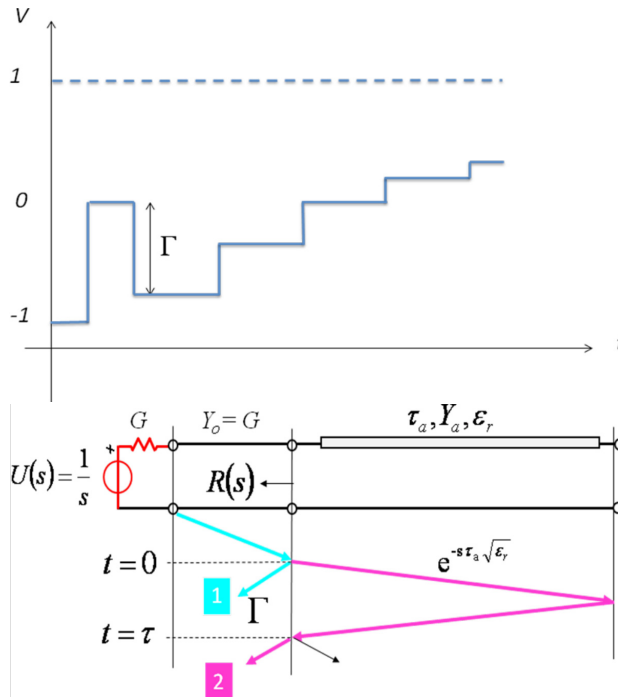 V
1
0
Γ
-1
G
Y₀ = G
τₐ, Yₐ, εᵣ
+
U(s) = 1/s
R(s)
e^{-sτₐ√εᵣ}
t = 0
1
Γ
t = τ
2